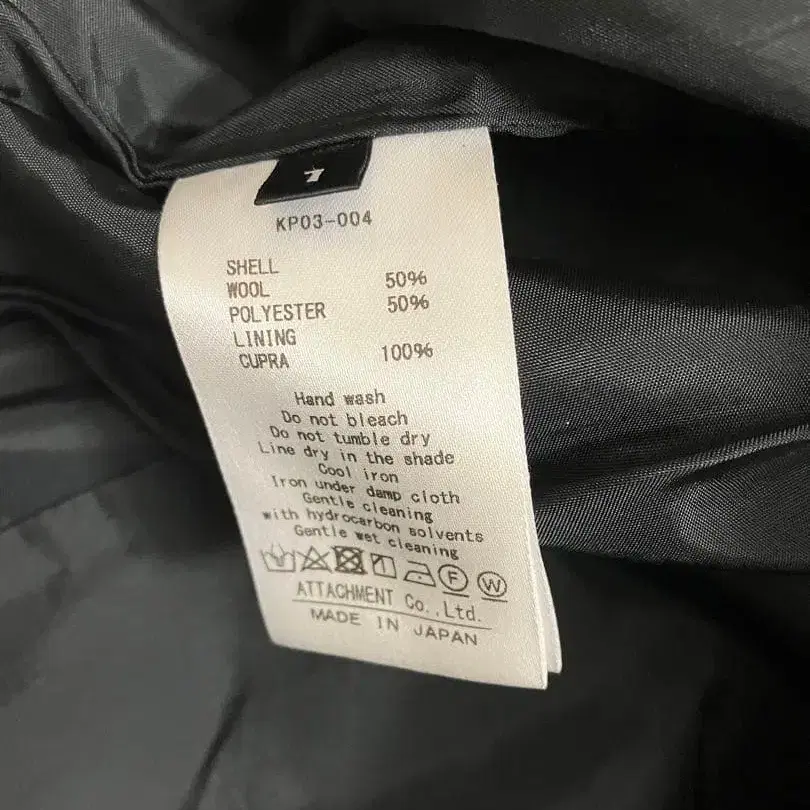 KP03-004
SHELL
WOOL 50%
POLYESTER 50%
LINING
CUPRA 100%
Hand wash
Do not bleach
Do not tumble dry
Line dry in the shade
Cool iron
Iron under damp cloth
Gentle cleaning
with hydrocarbon solvents
Gentle wet cleaning
F W
ATTACHMENT Co.,Ltd.
MADE IN JAPAN